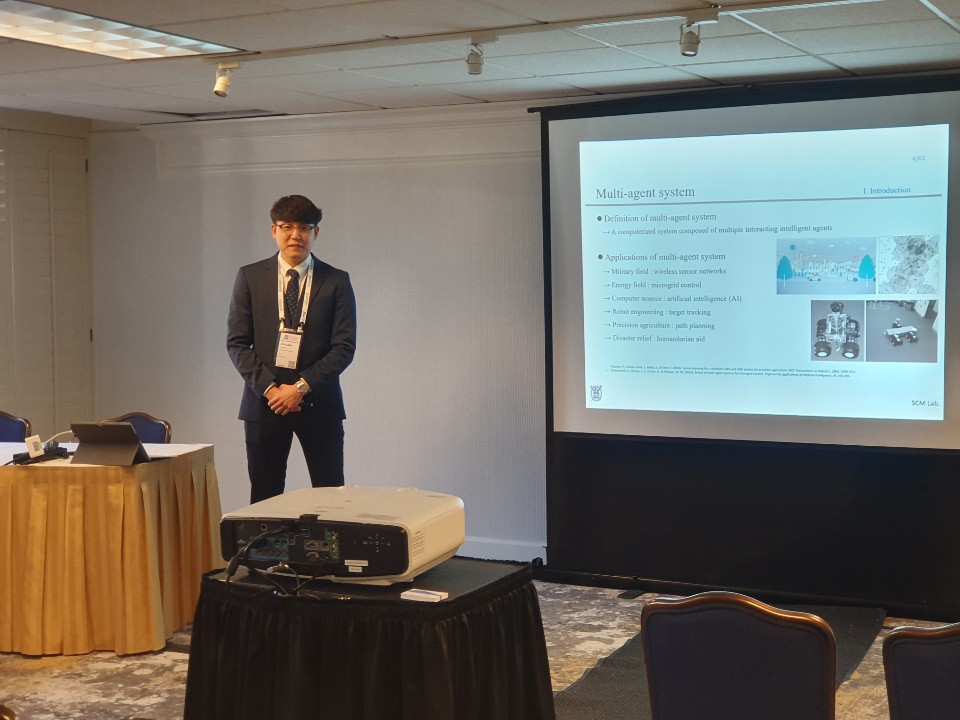 4/62
Multi-agent system
I. Introduction
● Definition of multi-agent system
→ A computerized system composed of multiple interacting intelligent agents
● Applications of multi-agent system
→ Military field : wireless sensor networks
→ Energy field : microgrid control
→ Computer science : artificial intelligence (AI)
→ Robot engineering : target tracking
→ Precision agriculture : path planning
→ Disaster relief : humanitarian aid
SCM Lab.